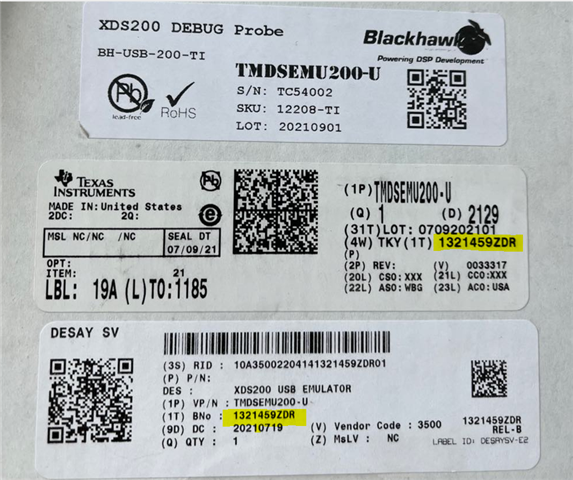 XDS200 DEBUG Probe
BH-USB-200-TI
Blackhawk
Powering DSP Development
TMDSEMU200-U
S/N: TC54002
SKU: 12208-TI
LOT: 20210901
Pb
lead-free
RoHS
TEXAS
INSTRUMENTS
MADE IN: United States
2DC: 2Q:
Pb
e
MSL NC/NC /NC
SEAL DT
07/09/21
OPT:
ITEM: 21
LBL: 19A (L)TO:1185
(1P) TMDSEMU200-U
(Q) 1 (D) 2129
(31T)LOT: 0709202101
(4W) TKY(1T) 1321459ZDR
(P)
(2P) REV: (V) 0033317
(20L) CSO:XXX (21L) CCO:XXX
(22L) ASO:WBG (23L) ACO:USA
DESAY SV
(3S) RID : 10A35002204141321459ZDR01
(P) P/N:
DES : XDS200 USB EMULATOR
(1P) VP/N : TMDSEMU200-U
(1T) BNo : 1321459ZDR
(9D) DC : 20210719 (V) Vendor Code : 3500
(Q) QTY : 1 (Z) MsLV : NC
1321459ZDR
REL-B
LABEL ID: DESAYSV-E2